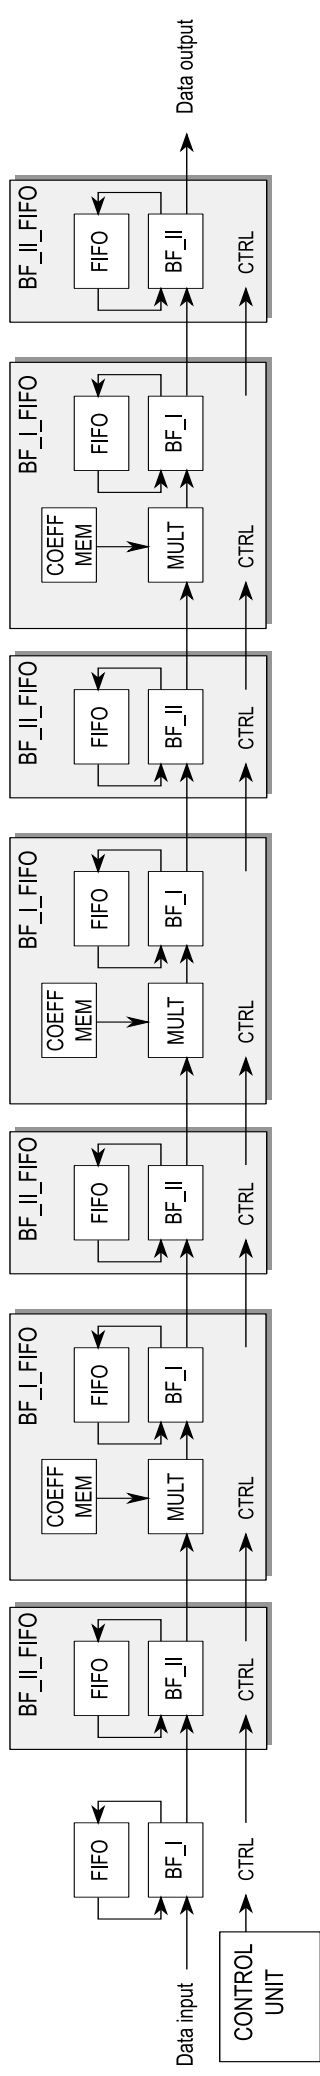 Data input
FIFO
BF_I
CONTROL
UNIT
CTRL
BF_II_FIFO
FIFO
BF_II
CTRL
BF_I_FIFO
COEFF
MEM
MULT
FIFO
BF_I
CTRL
BF_II_FIFO
FIFO
BF_II
CTRL
BF_I_FIFO
COEFF
MEM
MULT
FIFO
BF_I
CTRL
BF_II_FIFO
FIFO
BF_II
CTRL
BF_I_FIFO
COEFF
MEM
MULT
FIFO
BF_I
CTRL
BF_II_FIFO
FIFO
BF_II
CTRL
Data output